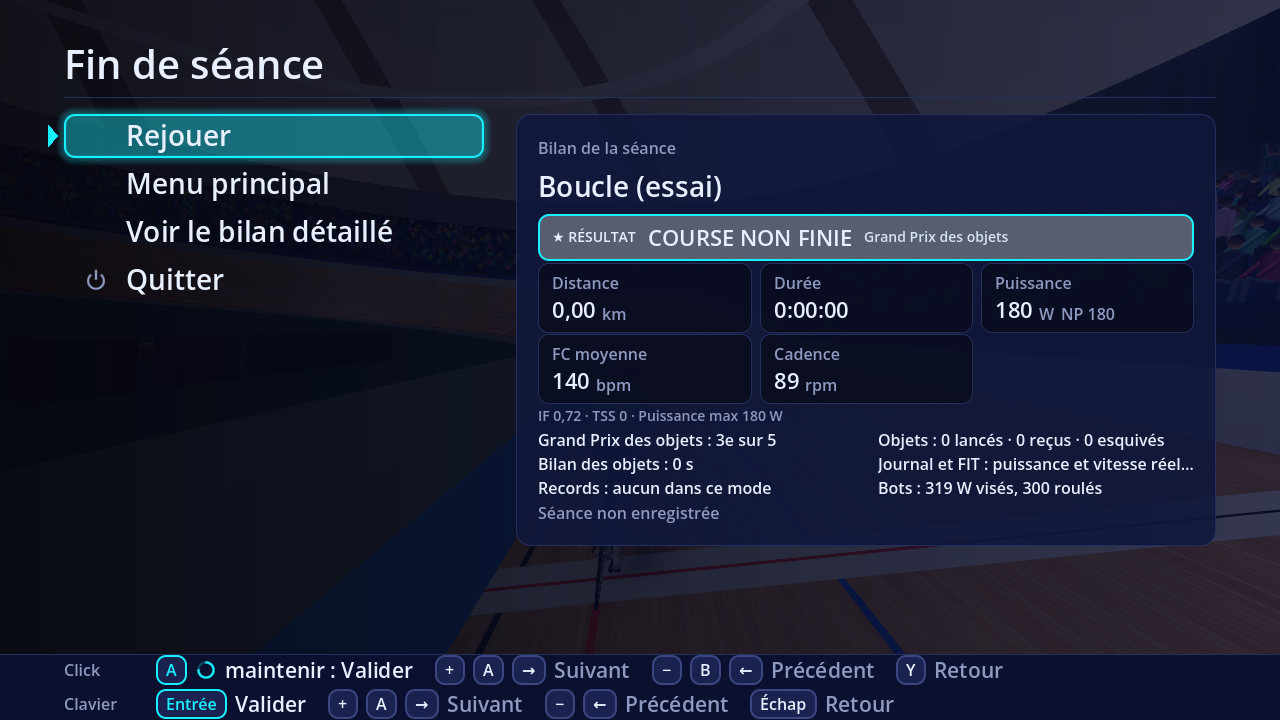 Fin de séance
Rejouer
Menu principal
Voir le bilan détaillé
Quitter
Bilan de la séance
Boucle (essai)
★ RÉSULTAT COURSE NON FINIE Grand Prix des objets
Distance
0,00 km
Durée
0:00:00
Puissance
180 W NP 180
FC moyenne
140 bpm
Cadence
89 rpm
IF 0,72 · TSS 0 · Puissance max 180 W
Grand Prix des objets : 3e sur 5
Objets : 0 lancés · 0 reçus · 0 esquivés
Bilan des objets : 0 s
Journal et FIT : puissance et vitesse réel...
Records : aucun dans ce mode
Bots : 319 W visés, 300 roulés
Séance non enregistrée
Click A maintenir : Valider + A → Suivant − B ← Précédent Y Retour
Clavier Entrée Valider + A → Suivant − ← Précédent Échap Retour